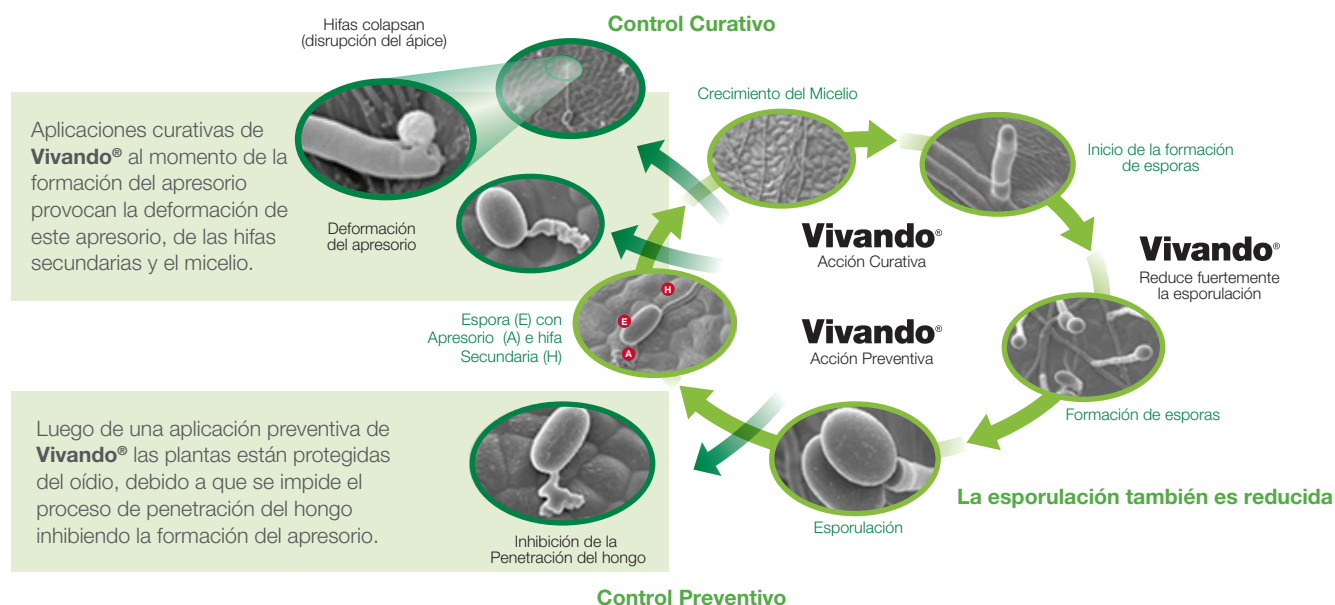 Control Curativo
Hifas colapsan
(disrupción del ápice)
Aplicaciones curativas de
Vivando® al momento de la
formación del apresorio
provocan la deformación de
este apresorio, de las hifas
secundarias y el micelio.
Deformación
del apresorio
Crecimiento del Micelio
Inicio de la formación
de esporas
Vivando®
Acción Curativa
Vivando®
Reduce fuertemente
la esporulación
H
E
A
Espora (E) con
Apresorio (A) e hifa
Secundaria (H)
Vivando®
Acción Preventiva
Formación de esporas
Luego de una aplicación preventiva de
Vivando® las plantas están protegidas
del oídio, debido a que se impide el
proceso de penetración del hongo
inhibiendo la formación del apresorio.
Inhibición de la
Penetración del hongo
Esporulación
La esporulación también es reducida
Control Preventivo